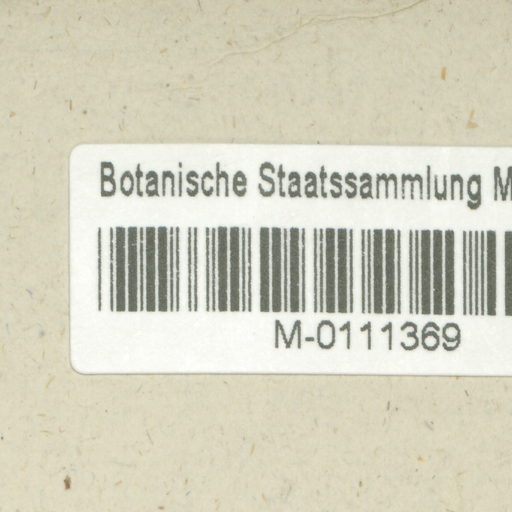 Botanische Staatssammlung M
M-0111369